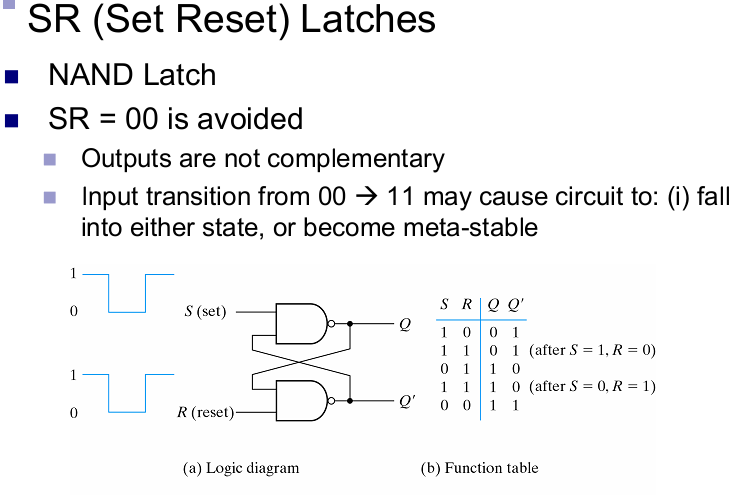 SR (Set Reset) Latches
NAND Latch
SR = 00 is avoided
Outputs are not complementary
Input transition from 00 → 11 may cause circuit to: (i) fall
into either state, or become meta-stable
1
0
S (set)
Q
1
0
R (reset)
Q'
(a) Logic diagram
S R Q Q'
1 0 0 1
1 1 0 1 (after S = 1, R = 0)
0 1 1 0
1 1 1 0 (after S = 0, R = 1)
0 0 1 1
(b) Function table